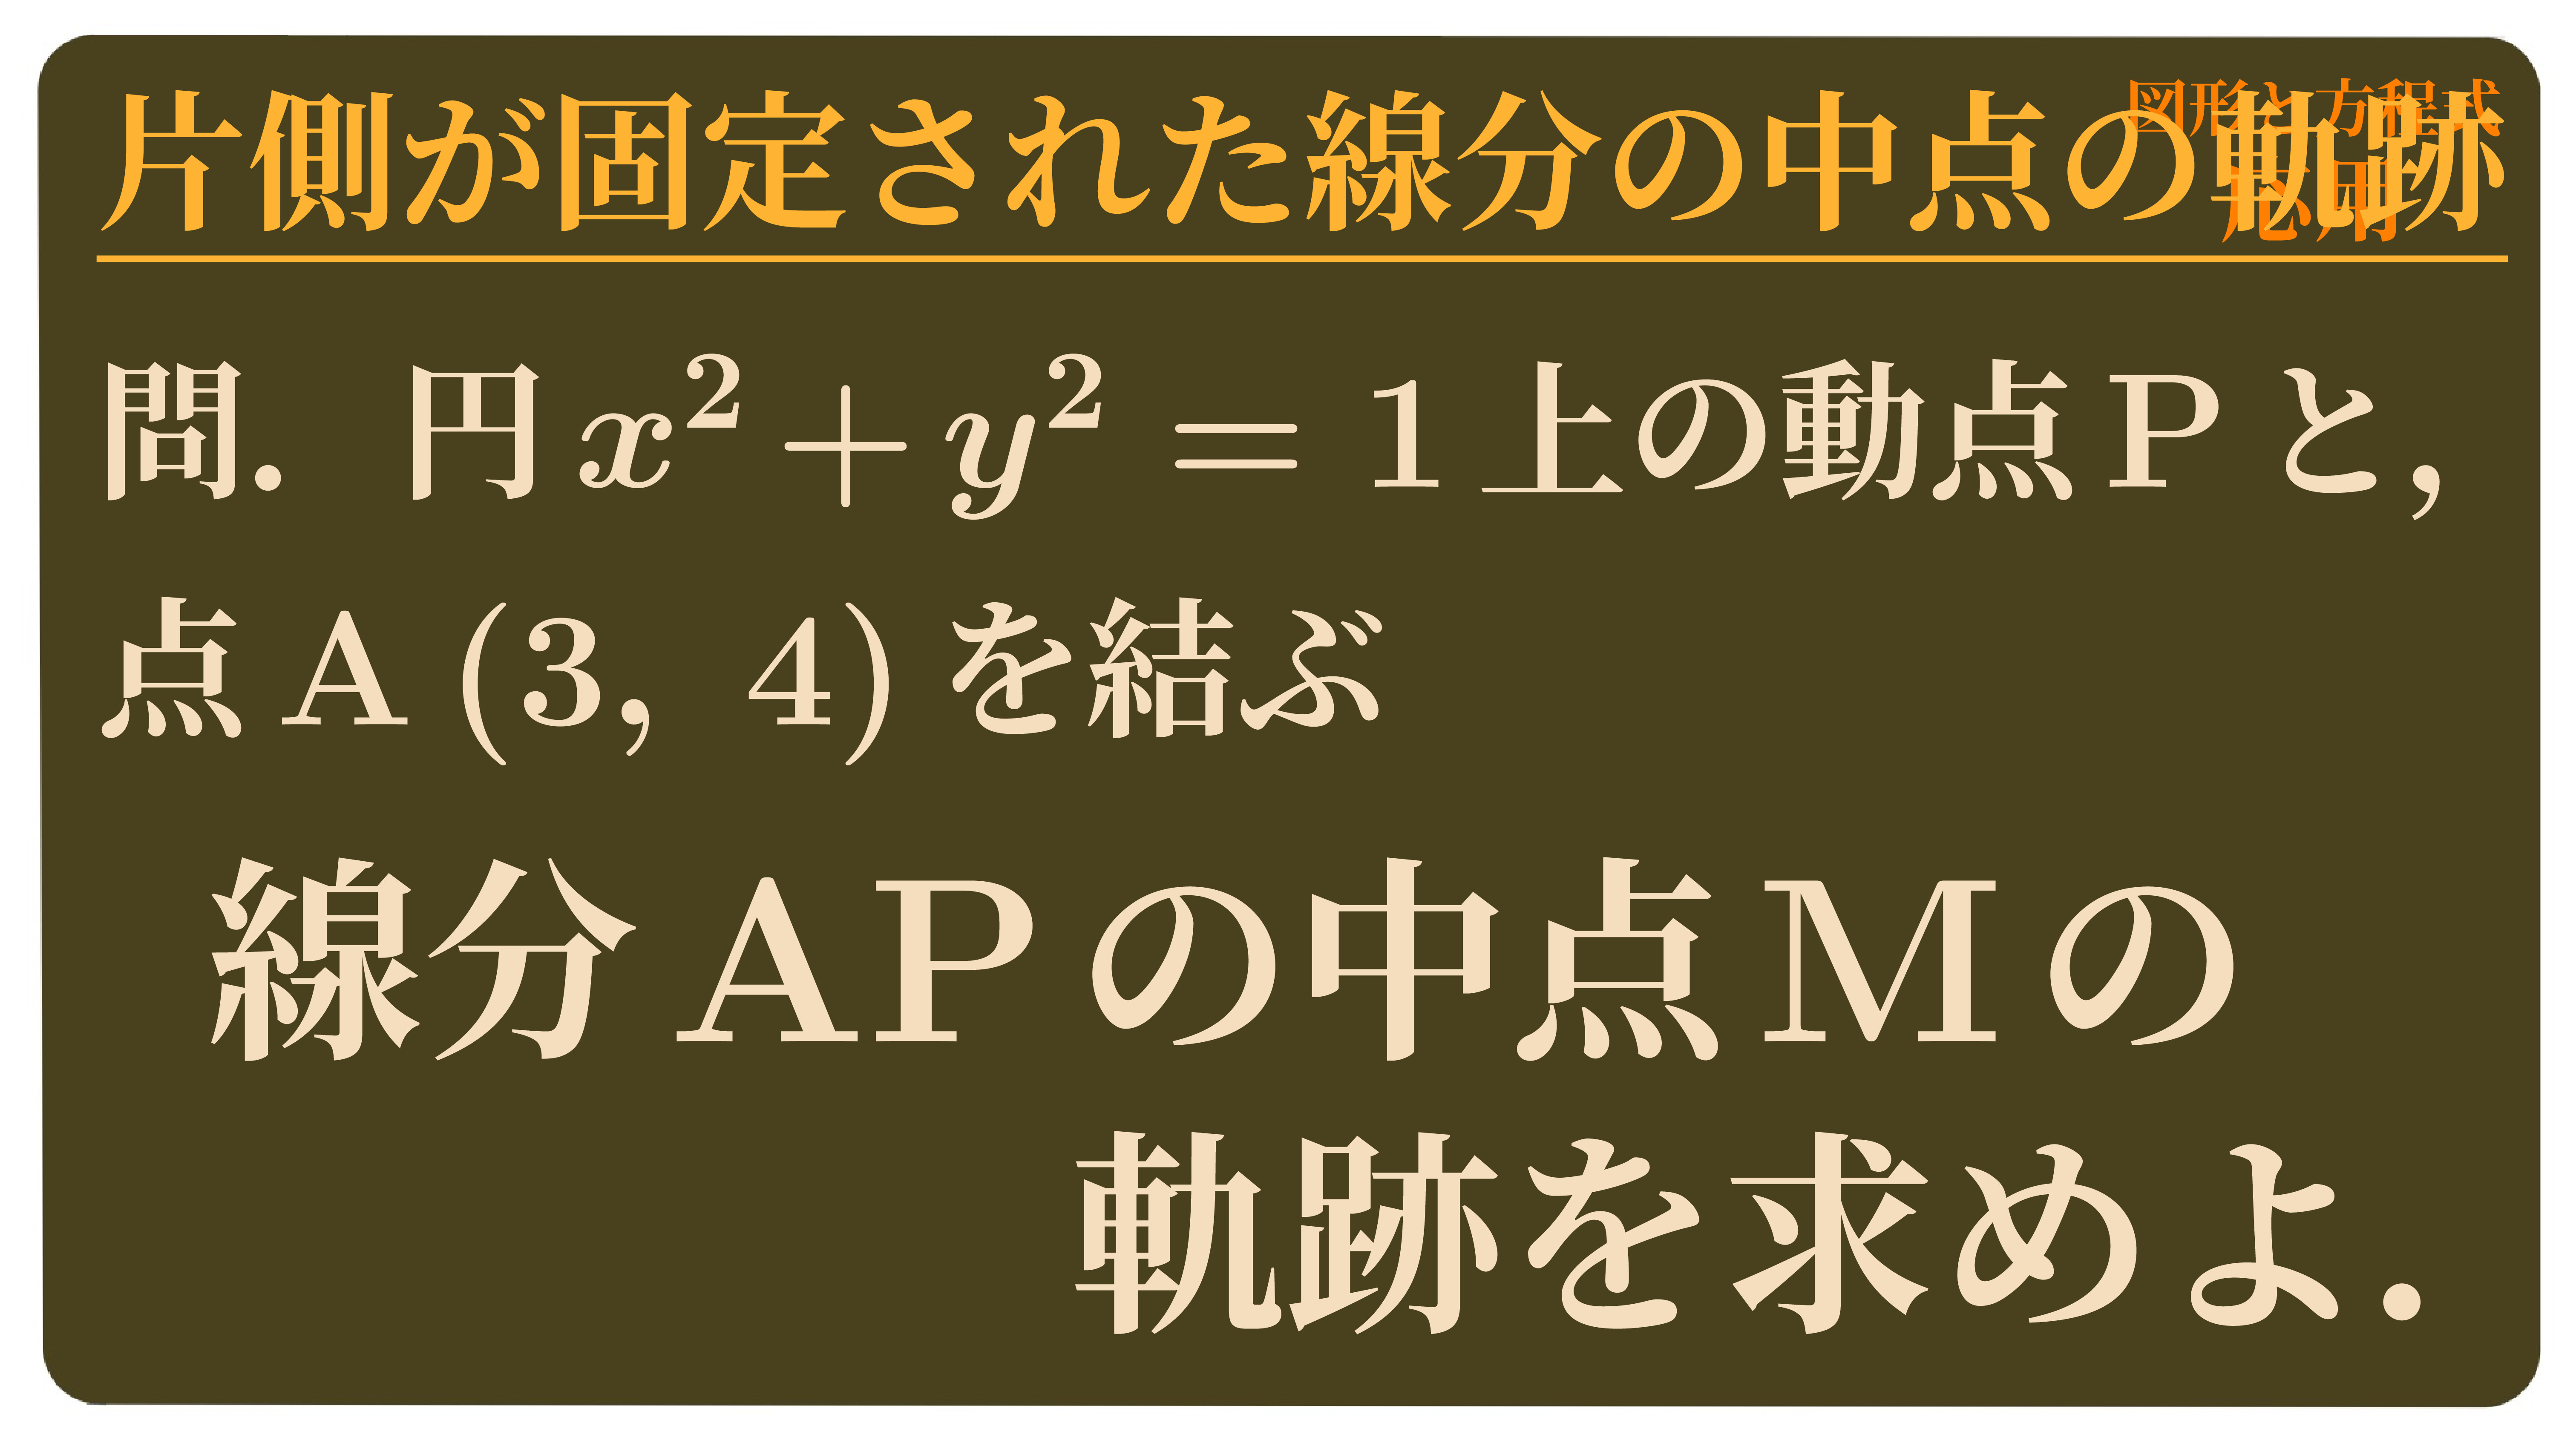 片側が固定された線分の中点の軌跡
図形と方程式
応用
問. 円 x² + y² = 1 上の動点 P と,
点 A (3, 4) を結ぶ
線分 AP の中点 M の
軌跡を求めよ.